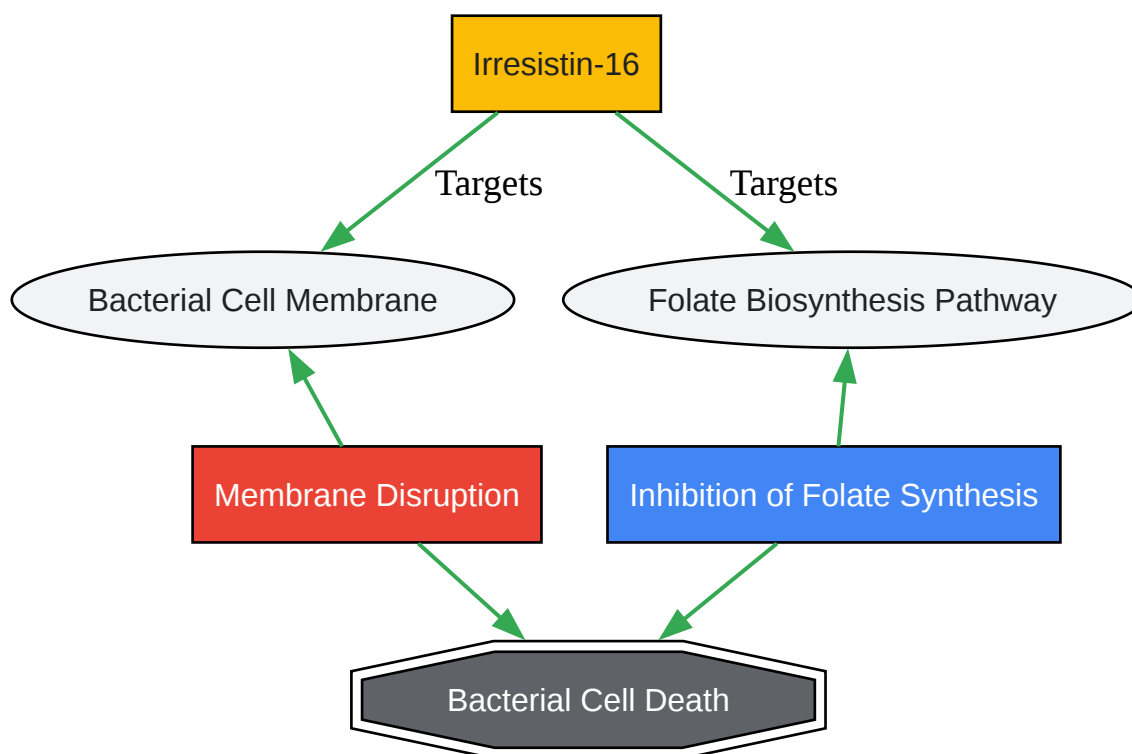 Irresistin-16
Targets
Targets
Bacterial Cell Membrane
Folate Biosynthesis Pathway
Membrane Disruption
Inhibition of Folate Synthesis
Bacterial Cell Death